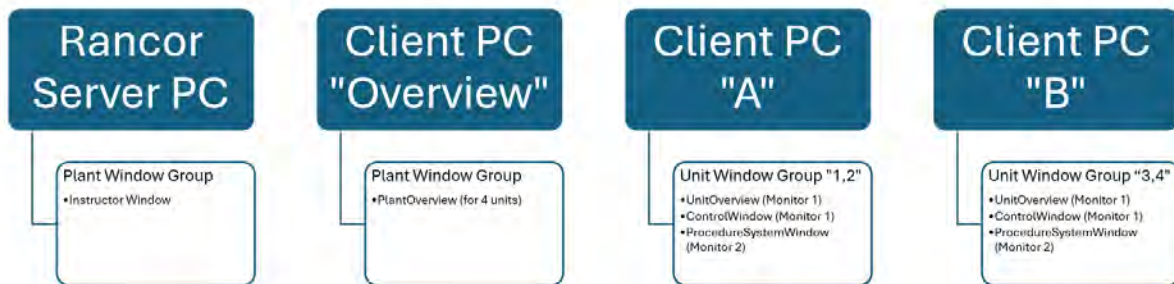 Rancor
Server PC
Plant Window Group
•Instructor Window
Client PC
"Overview"
Plant Window Group
•PlantOverview (for 4 units)
Client PC
"A"
Unit Window Group "1,2"
•UnitOverview (Monitor 1)
•ControlWindow (Monitor 1)
•ProcedureSystemWindow
(Monitor 2)
Client PC
"B"
Unit Window Group “3,4”
•UnitOverview (Monitor 1)
•ControlWindow (Monitor 1)
•ProcedureSystemWindow
(Monitor 2)